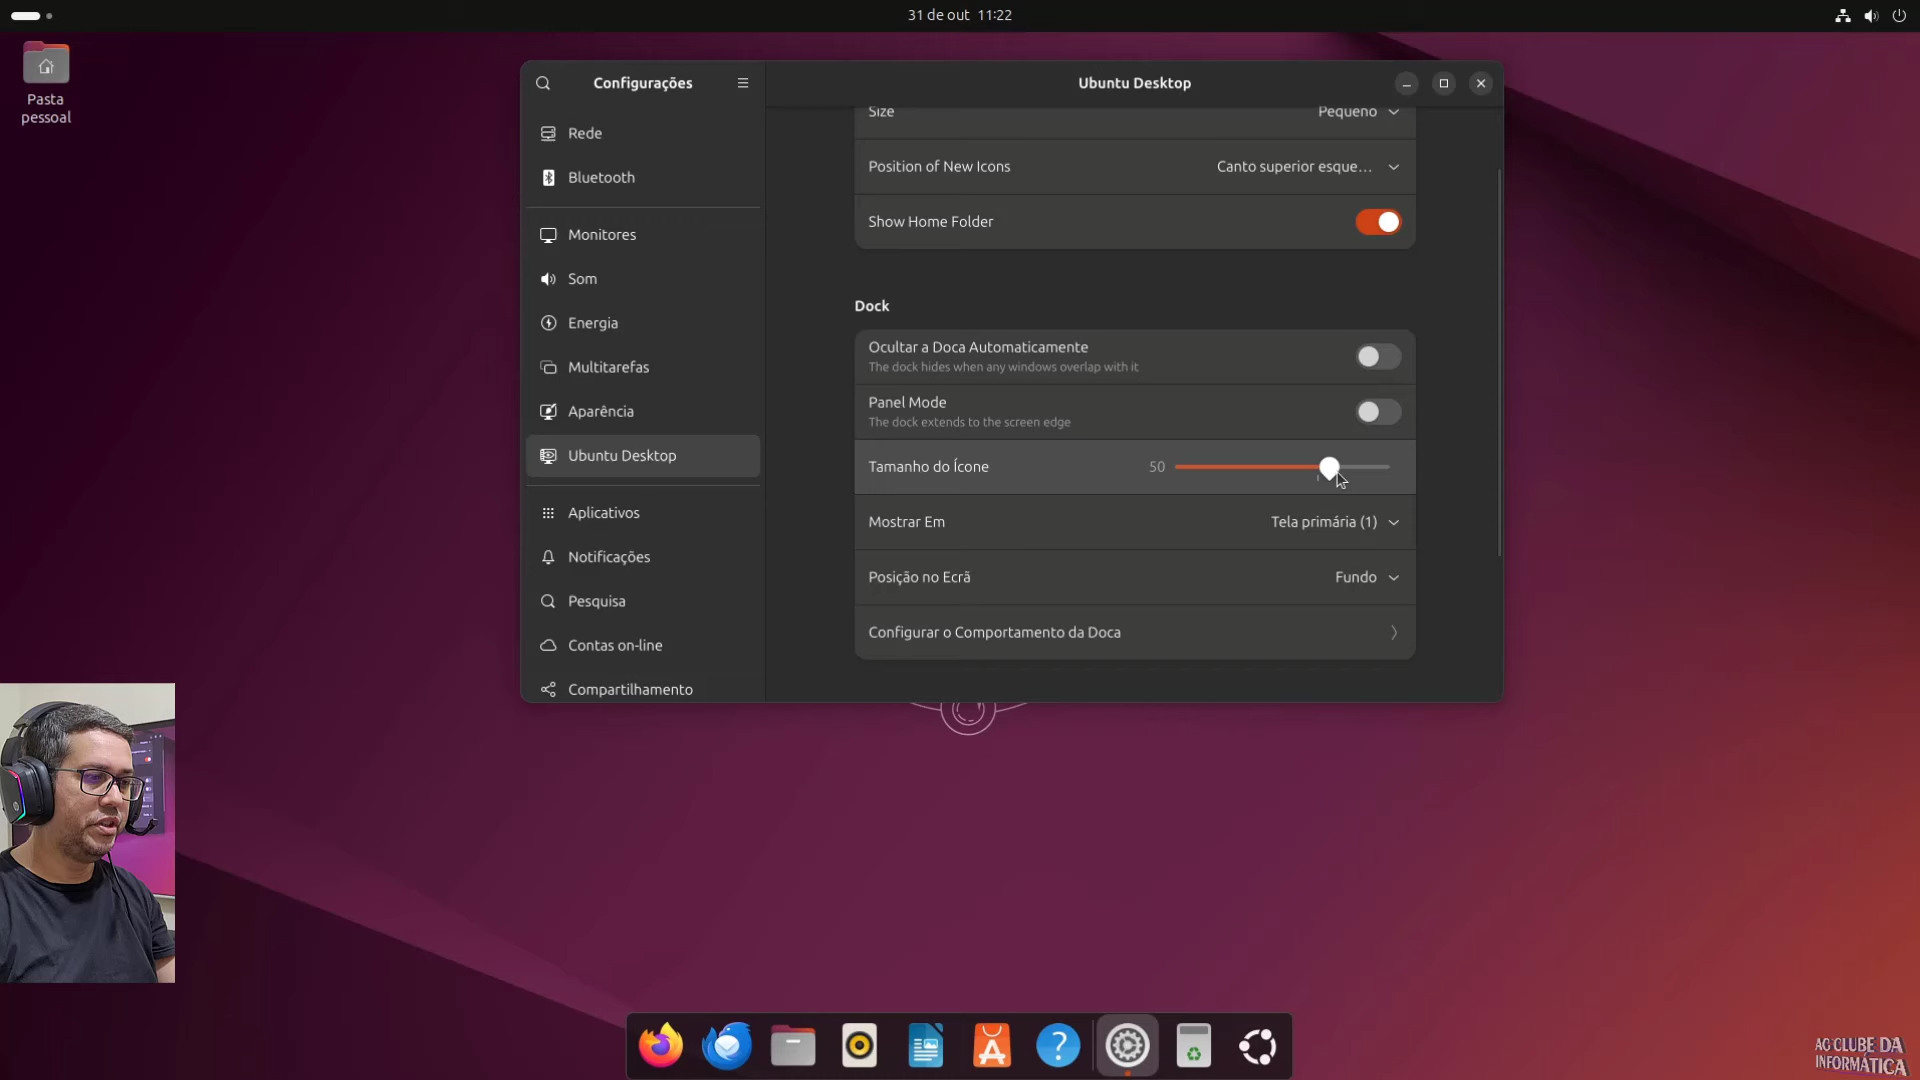 31 de out 11:22
Pasta
pessoal
Configurações
Ubuntu Desktop
Rede
Bluetooth
Monitores
Som
Energia
Multitarefas
Aparência
Ubuntu Desktop
Aplicativos
Notificações
Pesquisa
Contas on-line
Compartilhamento
Size
Pequeno
Position of New Icons
Canto superior esque...
Show Home Folder
Dock
Ocultar a Doca Automaticamente
The dock hides when any windows overlap with it
Panel Mode
The dock extends to the screen edge
Tamanho do Ícone
50
Mostrar Em
Tela primária (1)
Posição no Ecrã
Fundo
Configurar o Comportamento da Doca
AO CLUBE DA
INFORMÁTICA